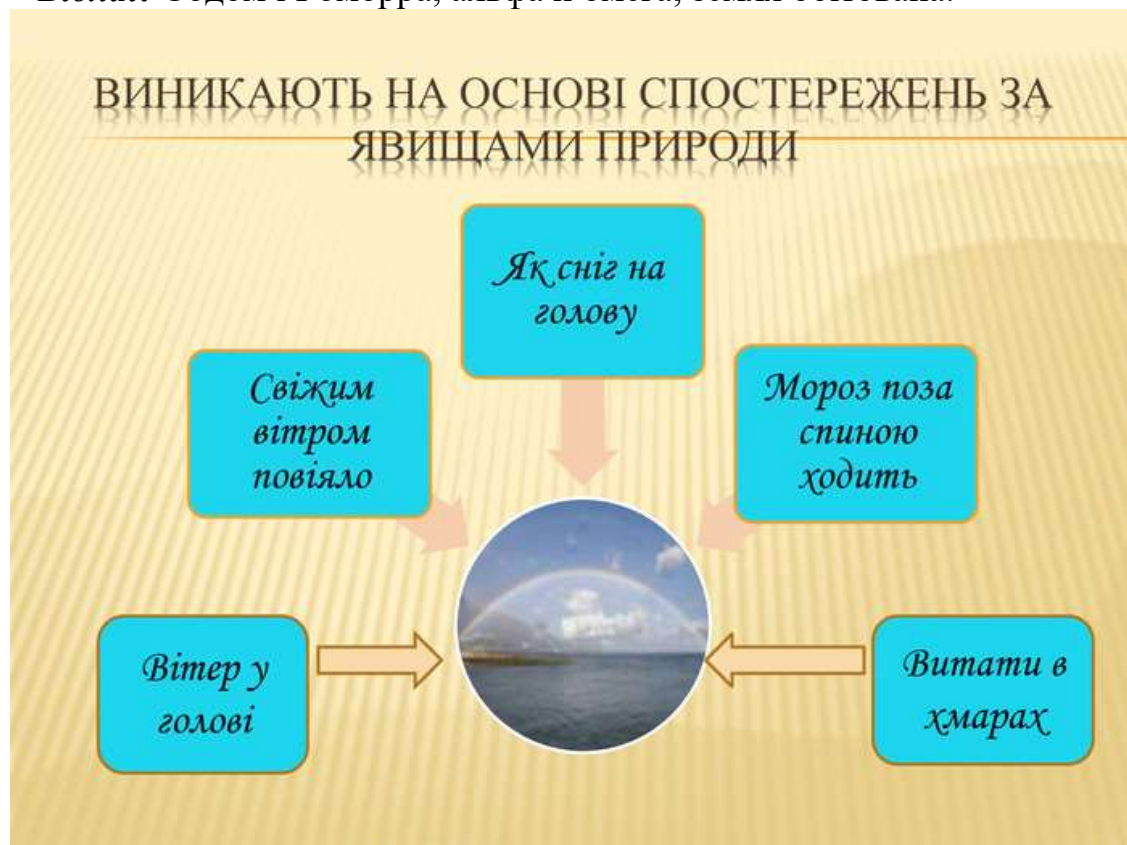 ВИНИКАЮТЬ НА ОСНОВІ СПОСТЕРЕЖЕНЬ ЗА
ЯВИЩАМИ ПРИРОДИ
Як сніг на
голову
Свіжим
вітром
повіяло
Мороз поза
спиною
ходить
Вітер у
голові
Витати в
хмарах